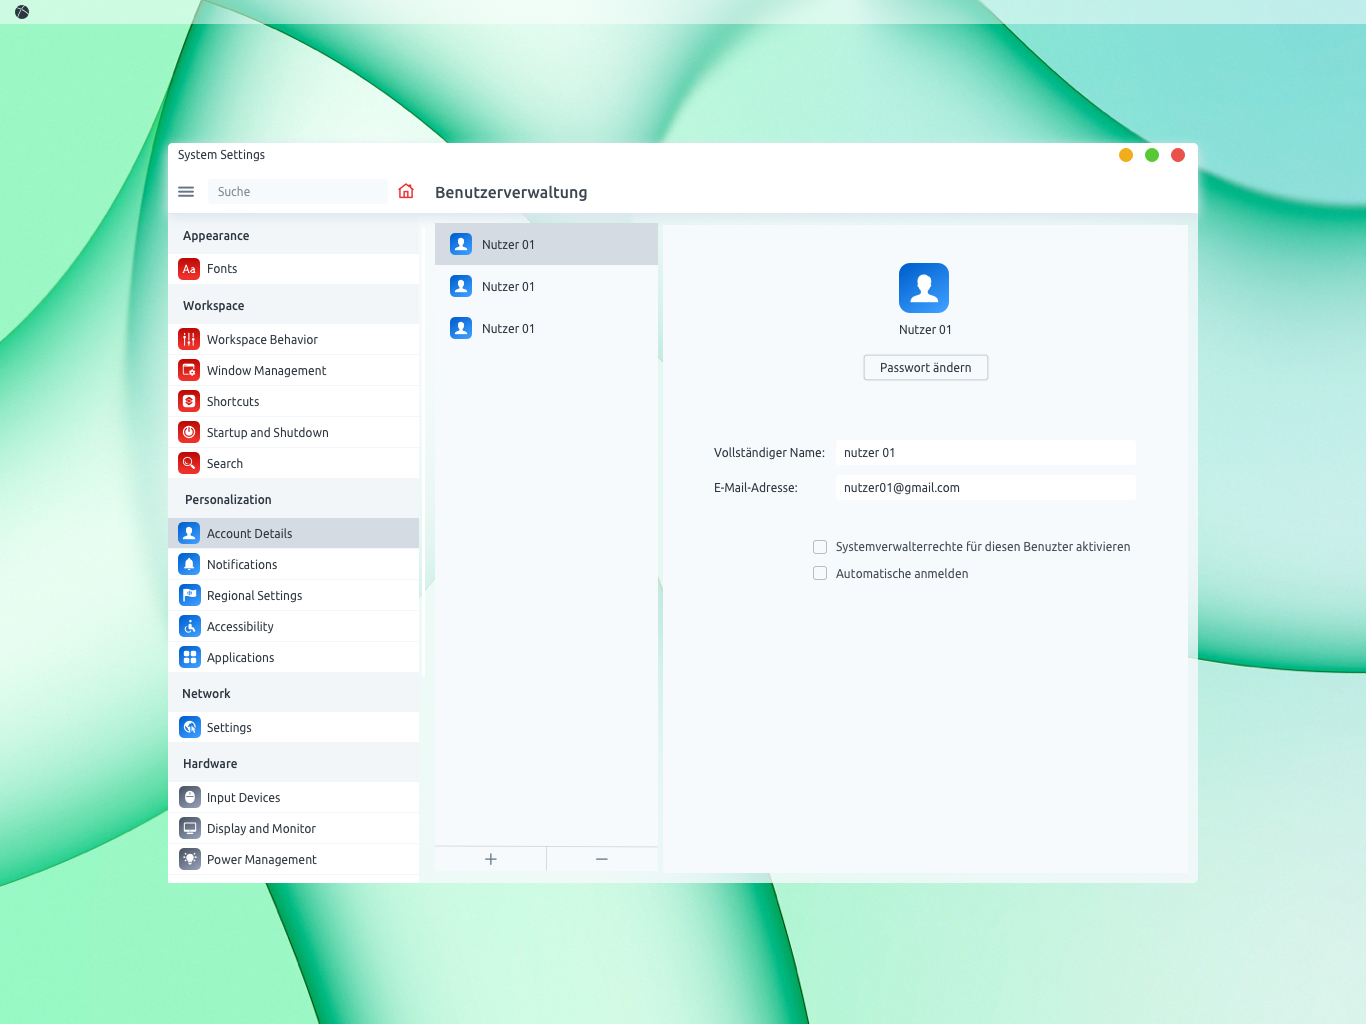 System Settings
Suche
Benutzerverwaltung
Appearance
Fonts
Workspace
Workspace Behavior
Window Management
Shortcuts
Startup and Shutdown
Search
Personalization
Account Details
Notifications
Regional Settings
Accessibility
Applications
Network
Settings
Hardware
Input Devices
Display and Monitor
Power Management
Nutzer 01
Nutzer 01
Nutzer 01
Nutzer 01
Passwort ändern
Vollständiger Name: nutzer 01
E-Mail-Adresse: nutzer01@gmail.com
Systemverwalterrechte für diesen Benuzter aktivieren
Automatische anmelden